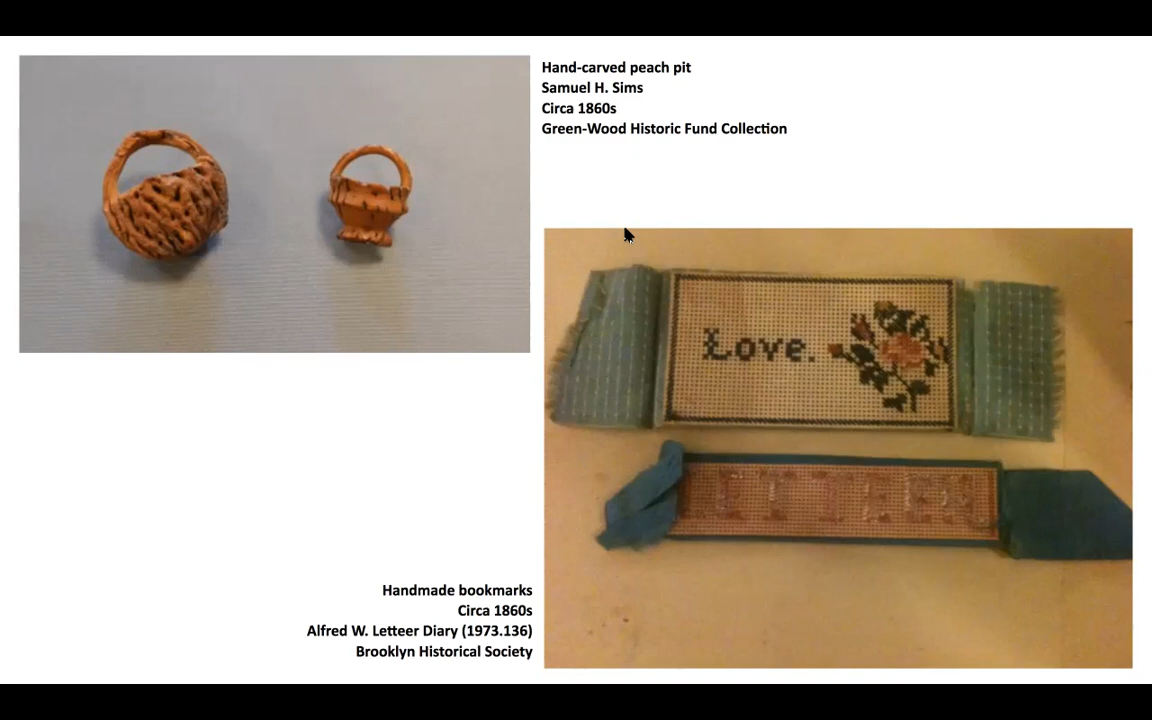 Hand-carved peach pit
Samuel H. Sims
Circa 1860s
Green-Wood Historic Fund Collection
Love.
Handmade bookmarks
Circa 1860s
Alfred W. Letteer Diary (1973.136)
Brooklyn Historical Society